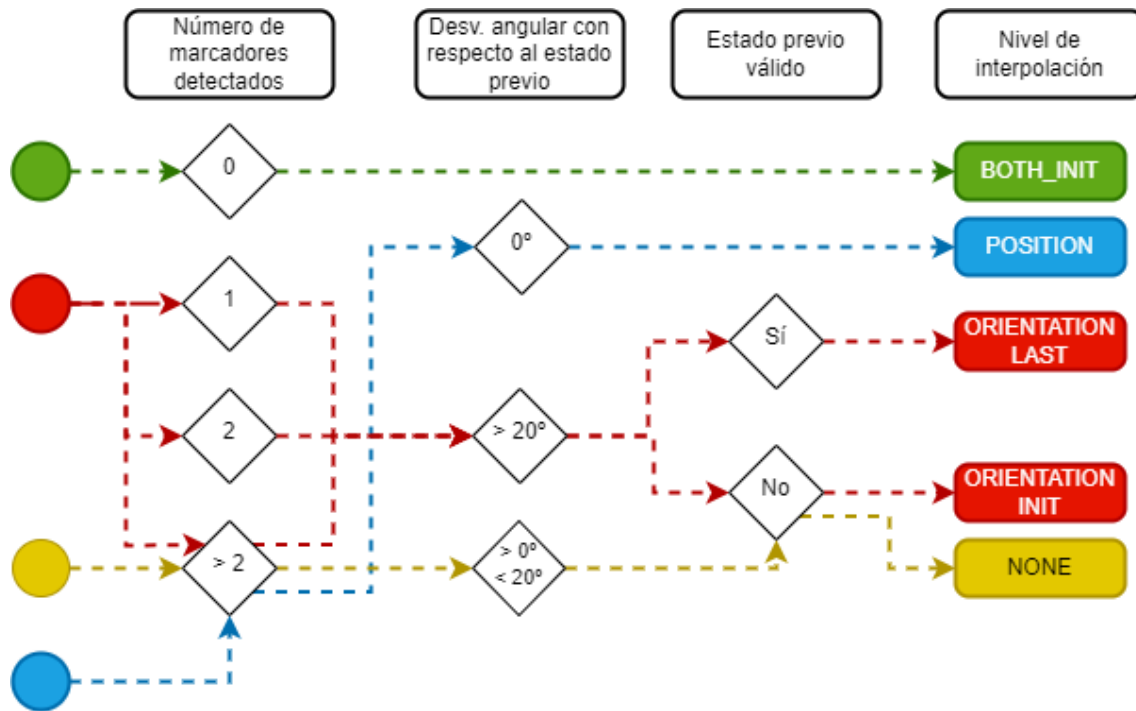 Número de
marcadores
detectados
Desv. angular con
respecto al estado
previo
Estado previo
válido
Nivel de
interpolación
0
BOTH_INIT
0º
POSITION
1
Sí
ORIENTATION
LAST
2
> 20º
No
ORIENTATION
INIT
> 2
> 0º
< 20º
NONE